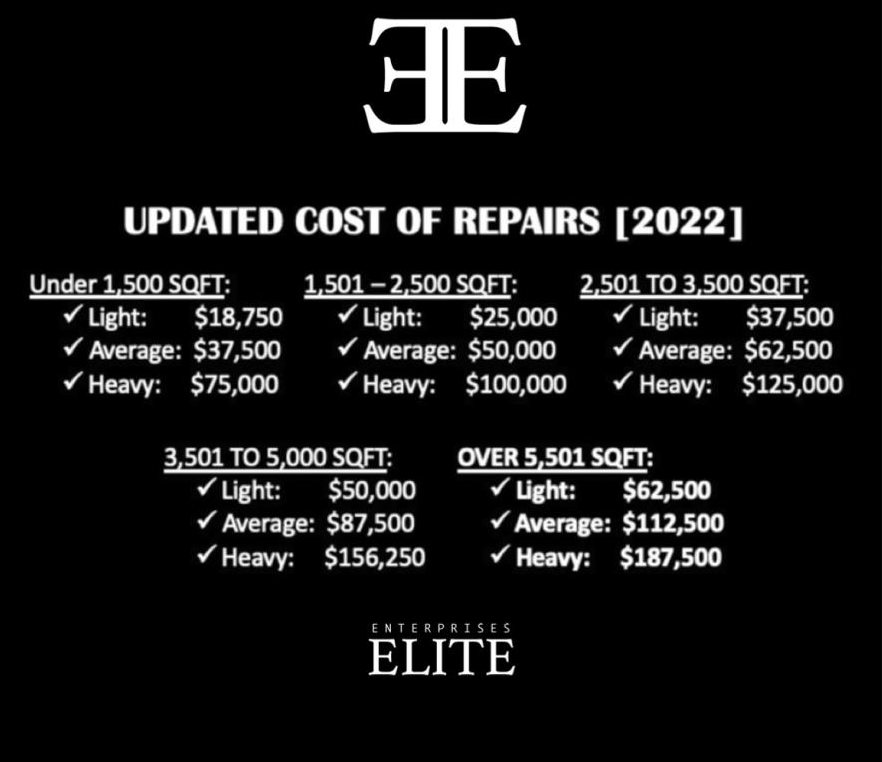 EE
UPDATED COST OF REPAIRS [2022]
Under 1,500 SQFT:
✓ Light: $18,750
✓ Average: $37,500
✓ Heavy: $75,000
1,501 – 2,500 SQFT:
✓ Light: $25,000
✓ Average: $50,000
✓ Heavy: $100,000
2,501 TO 3,500 SQFT:
✓ Light: $37,500
✓ Average: $62,500
✓ Heavy: $125,000
3,501 TO 5,000 SQFT:
✓ Light: $50,000
✓ Average: $87,500
✓ Heavy: $156,250
OVER 5,501 SQFT:
✓ Light: $62,500
✓ Average: $112,500
✓ Heavy: $187,500
ENTERPRISES
ELITE